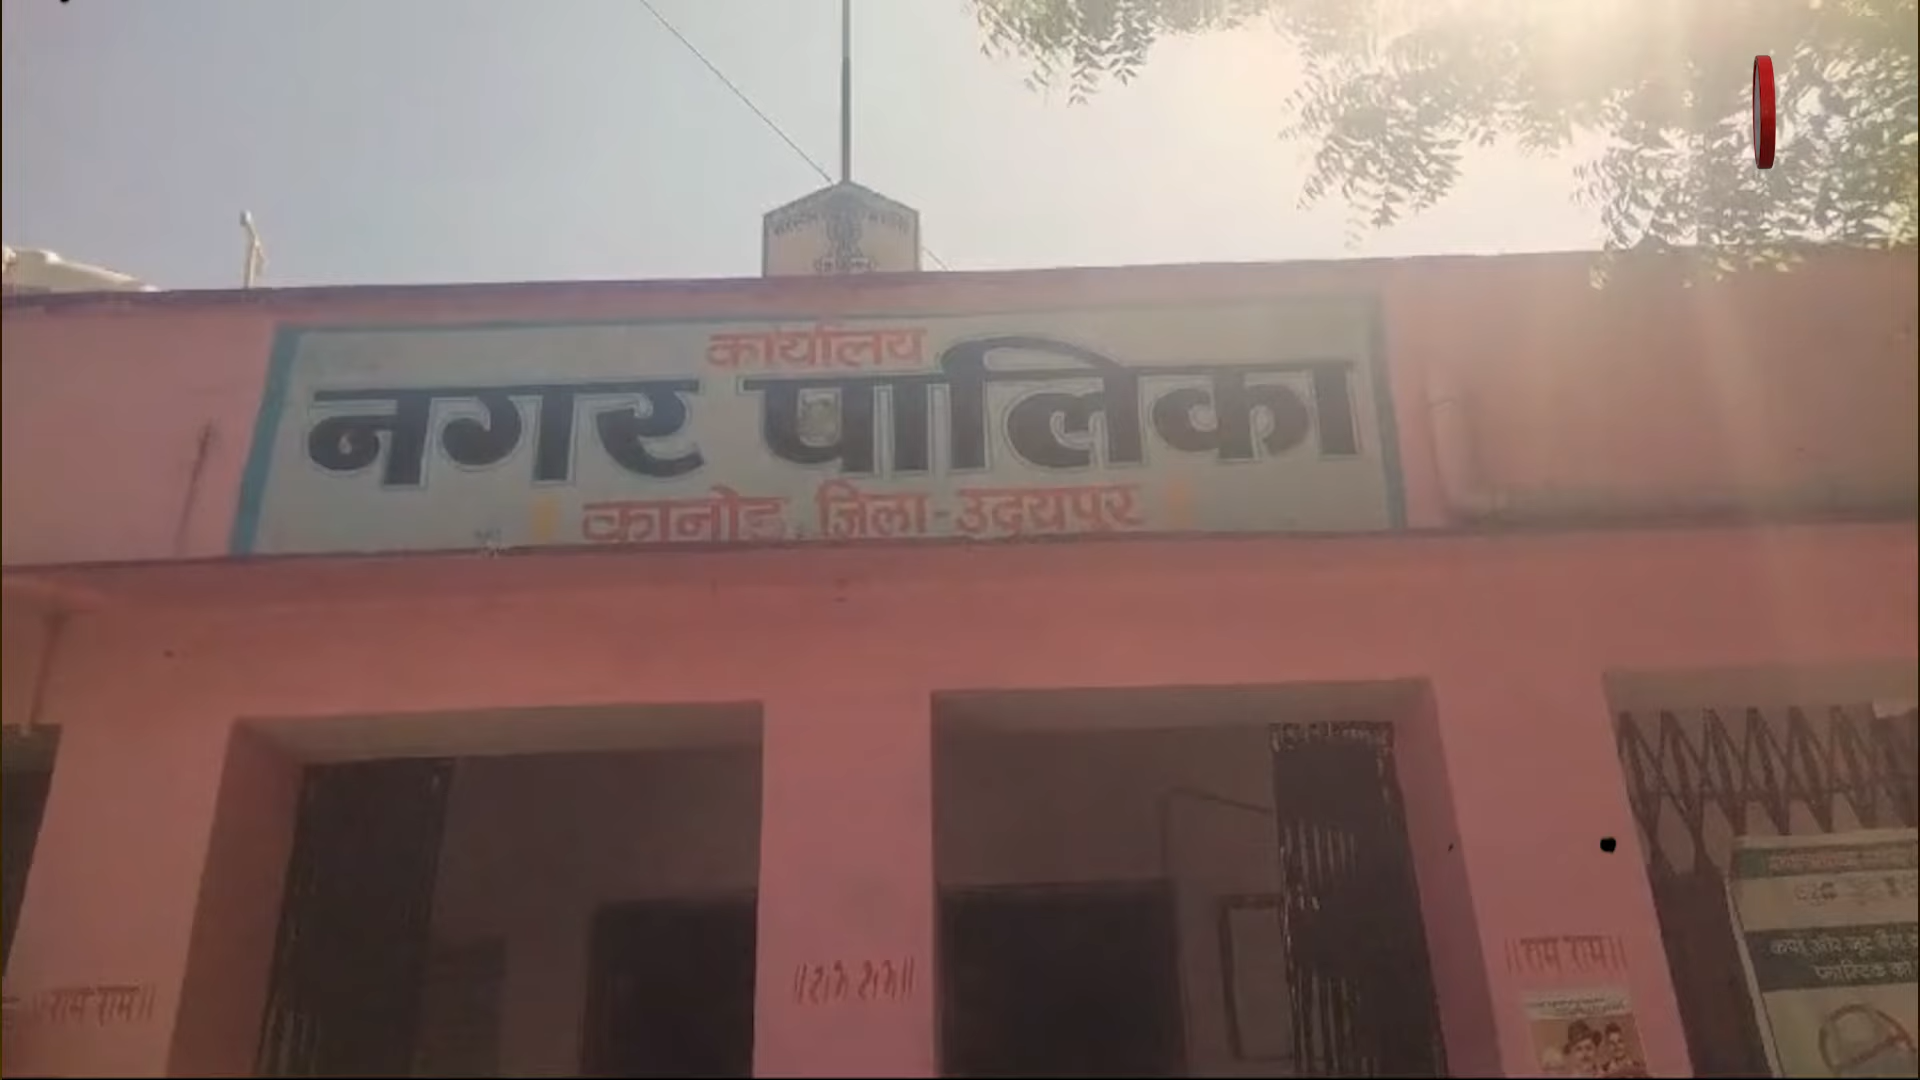 कार्यालय
नगर पालिका
कानोड़, जिला-उदयपुर
॥राम राम॥
॥राम राम॥
॥राम राम॥